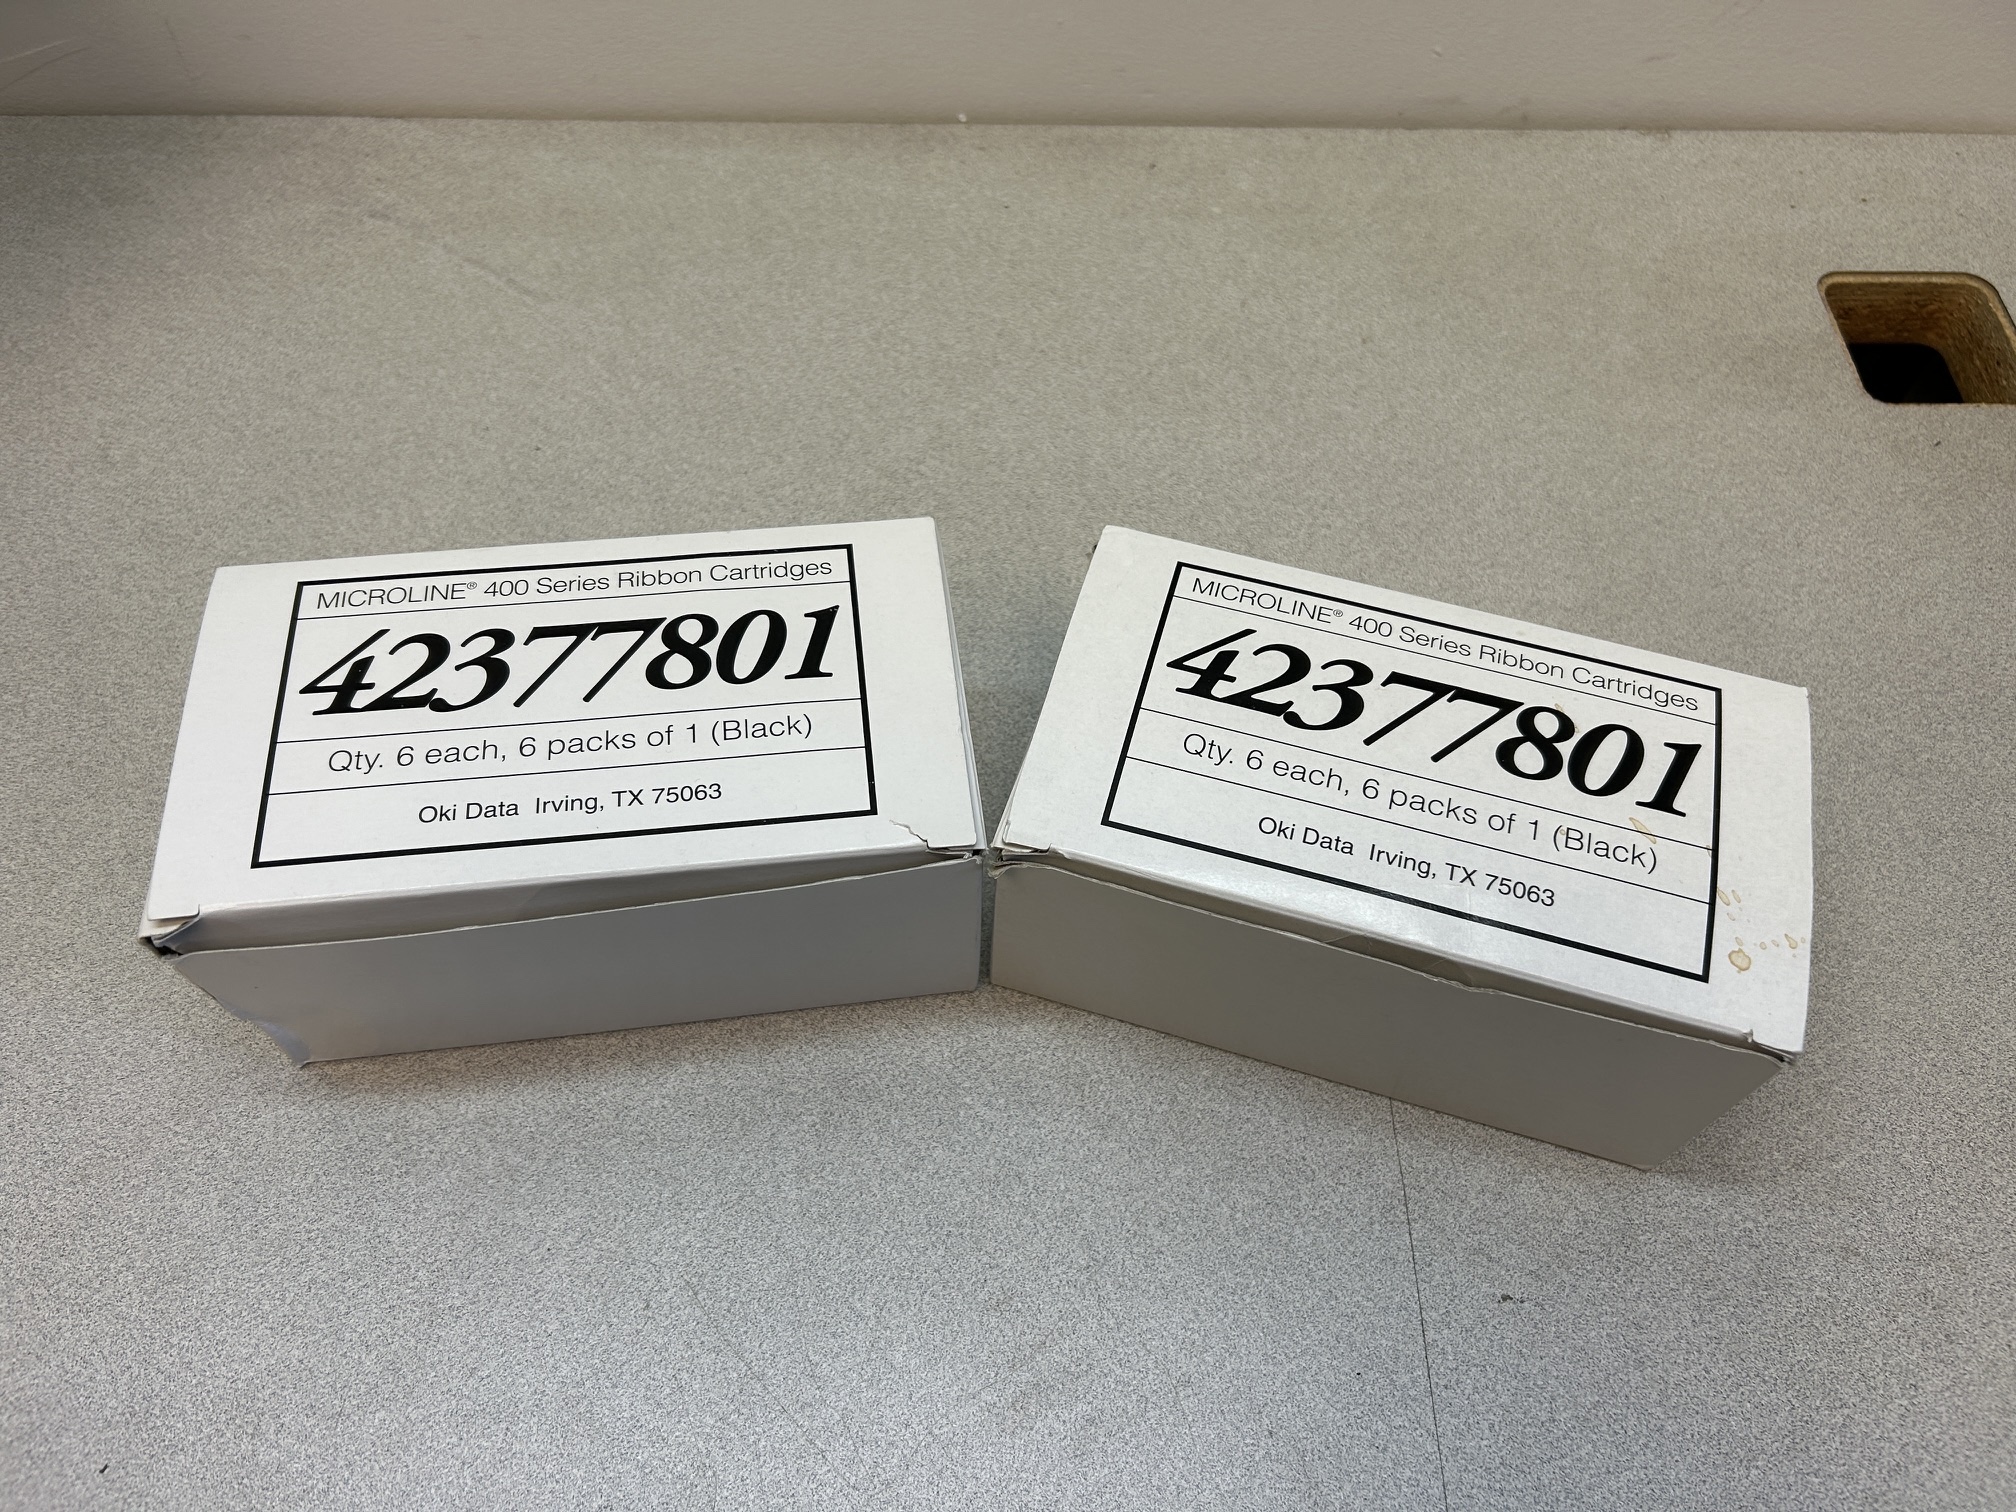 MICROLINE® 400 Series Ribbon Cartridges
42377801
Qty. 6 each, 6 packs of 1 (Black)
Oki Data Irving, TX 75063
MICROLINE® 400 Series Ribbon Cartridges
42377801
Qty. 6 each, 6 packs of 1 (Black)
Oki Data Irving, TX 75063